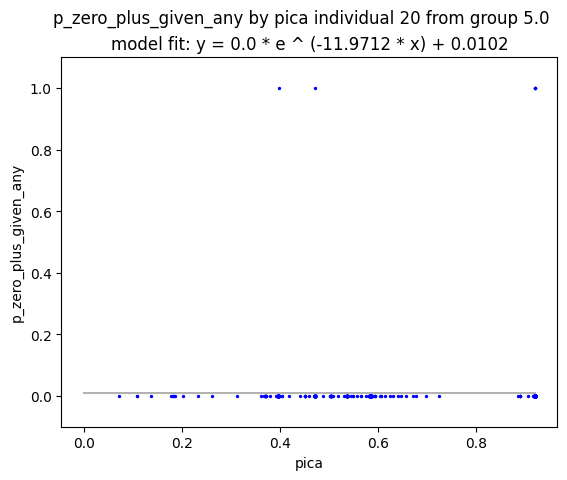 p_zero_plus_given_any by pica individual 20 from group 5.0
model fit: y = 0.0 * e ^ (-11.9712 * x) + 0.0102
1.0
0.8
0.6
0.4
0.2
0.0
p_zero_plus_given_any
0.0 0.2 0.4 0.6 0.8
pica